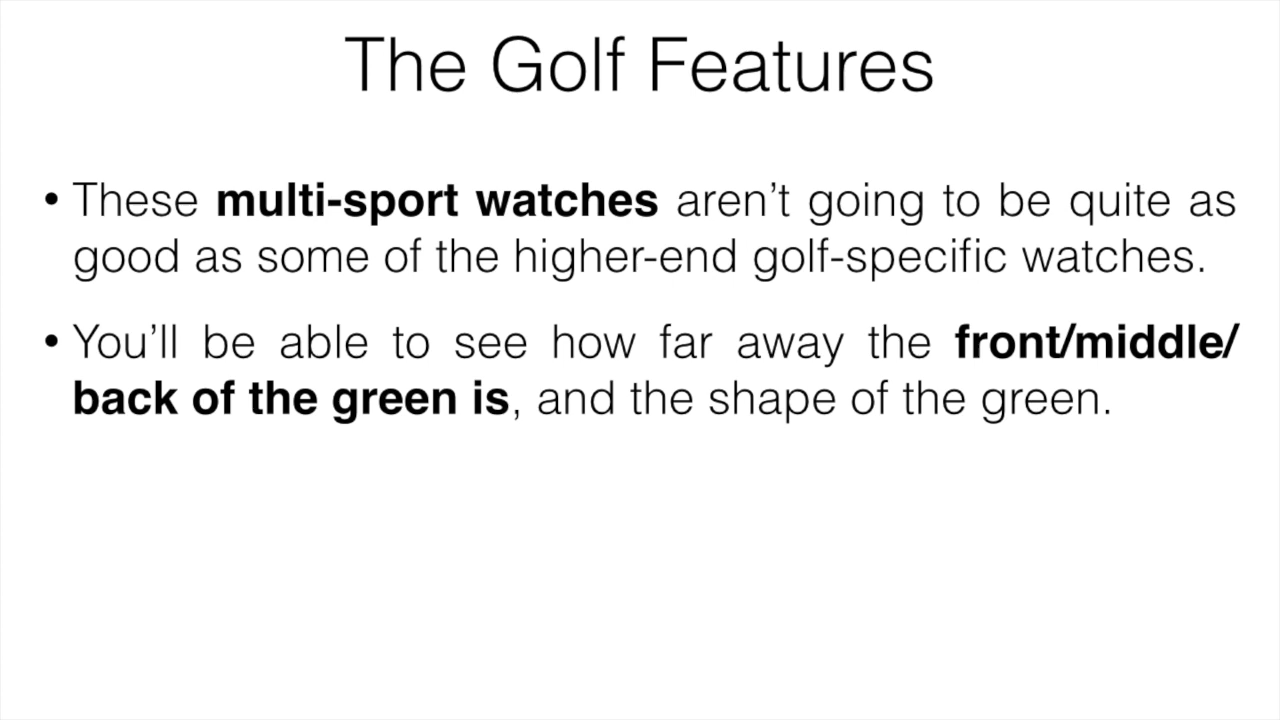 The Golf Features
• These multi-sport watches aren’t going to be quite as
good as some of the higher-end golf-specific watches.
• You’ll be able to see how far away the front/middle/
back of the green is, and the shape of the green.